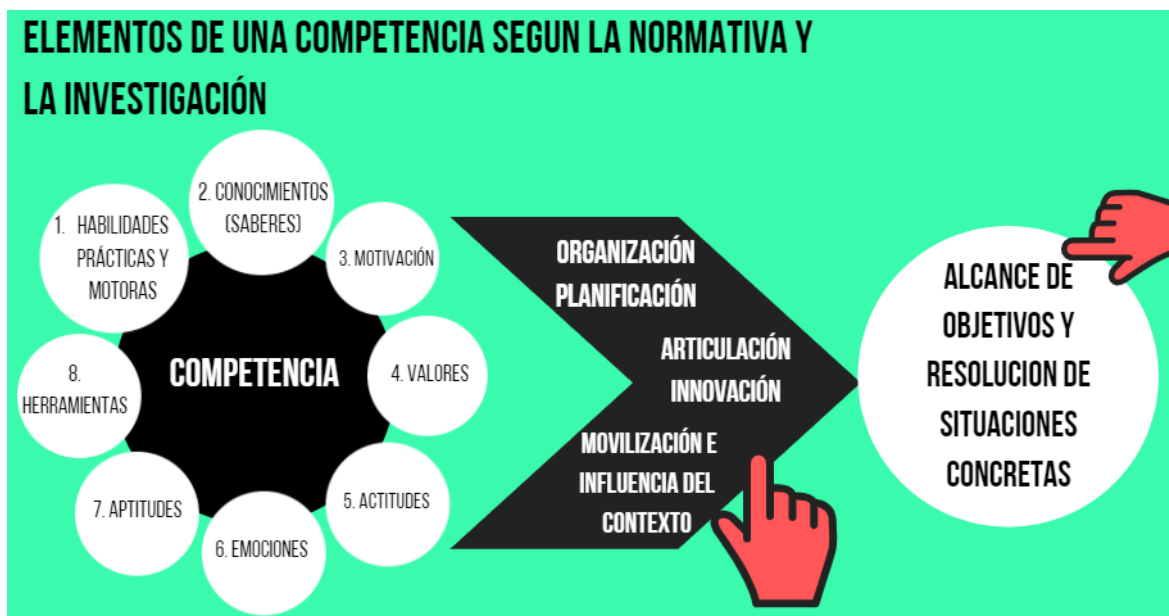 ELEMENTOS DE UNA COMPETENCIA SEGUN LA NORMATIVA Y
LA INVESTIGACIÓN
1. HABILIDADES
PRÁCTICAS Y
MOTORAS
2. CONOCIMIENTOS
(SABERES)
3. MOTIVACIÓN
4. VALORES
5. ACTITUDES
6. EMOCIONES
7. APTITUDES
8.
HERRAMIENTAS
COMPETENCIA
ORGANIZACIÓN
PLANIFICACIÓN
ARTICULACIÓN
INNOVACIÓN
MOVILIZACIÓN E
INFLUENCIA DEL
CONTEXTO
ALCANCE DE
OBJETIVOS Y
RESOLUCION DE
SITUACIONES
CONCRETAS